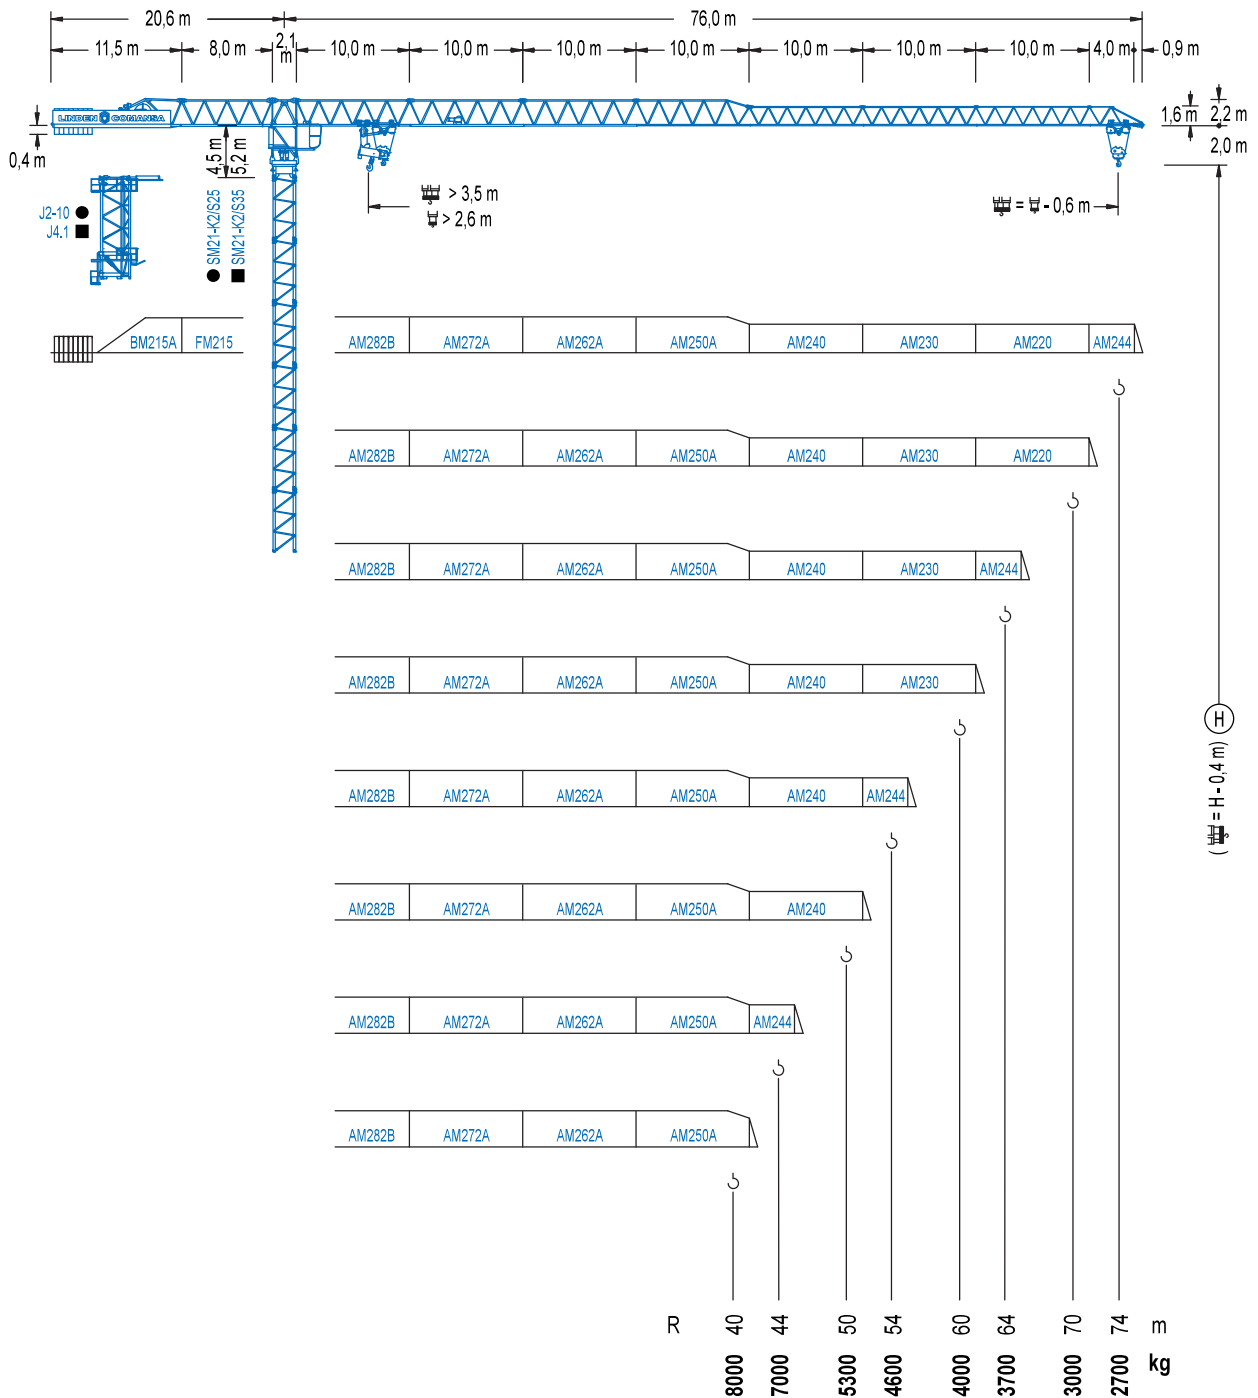 20,6 m 76,0 m
11,5 m 8,0 m 2,1 m 10,0 m 10,0 m 10,0 m 10,0 m 10,0 m 10,0 m 10,0 m 4,0 m 0,9 m
LINDEN COMANSA
1,6 m 2,2 m
0,4 m 4,5 m 5,2 m 2,0 m
> 3,5 m
> 2,6 m
= - 0,6 m
J2-10
J4.1
SM21-K2/S25
SM21-K2/S35
BM215A FM215 AM282B AM272A AM262A AM250A AM240 AM230 AM220 AM244
AM282B AM272A AM262A AM250A AM240 AM230 AM220
AM282B AM272A AM262A AM250A AM240 AM230 AM244
AM282B AM272A AM262A AM250A AM240 AM230
H
( = H - 0,4 m)
AM282B AM272A AM262A AM250A AM240 AM244
AM282B AM272A AM262A AM250A AM240
AM282B AM272A AM262A AM250A AM244
AM282B AM272A AM262A AM250A
R 40 44 50 54 60 64 70 74 m
8000 7000 5300 4600 4000 3700 3000 2700 kg